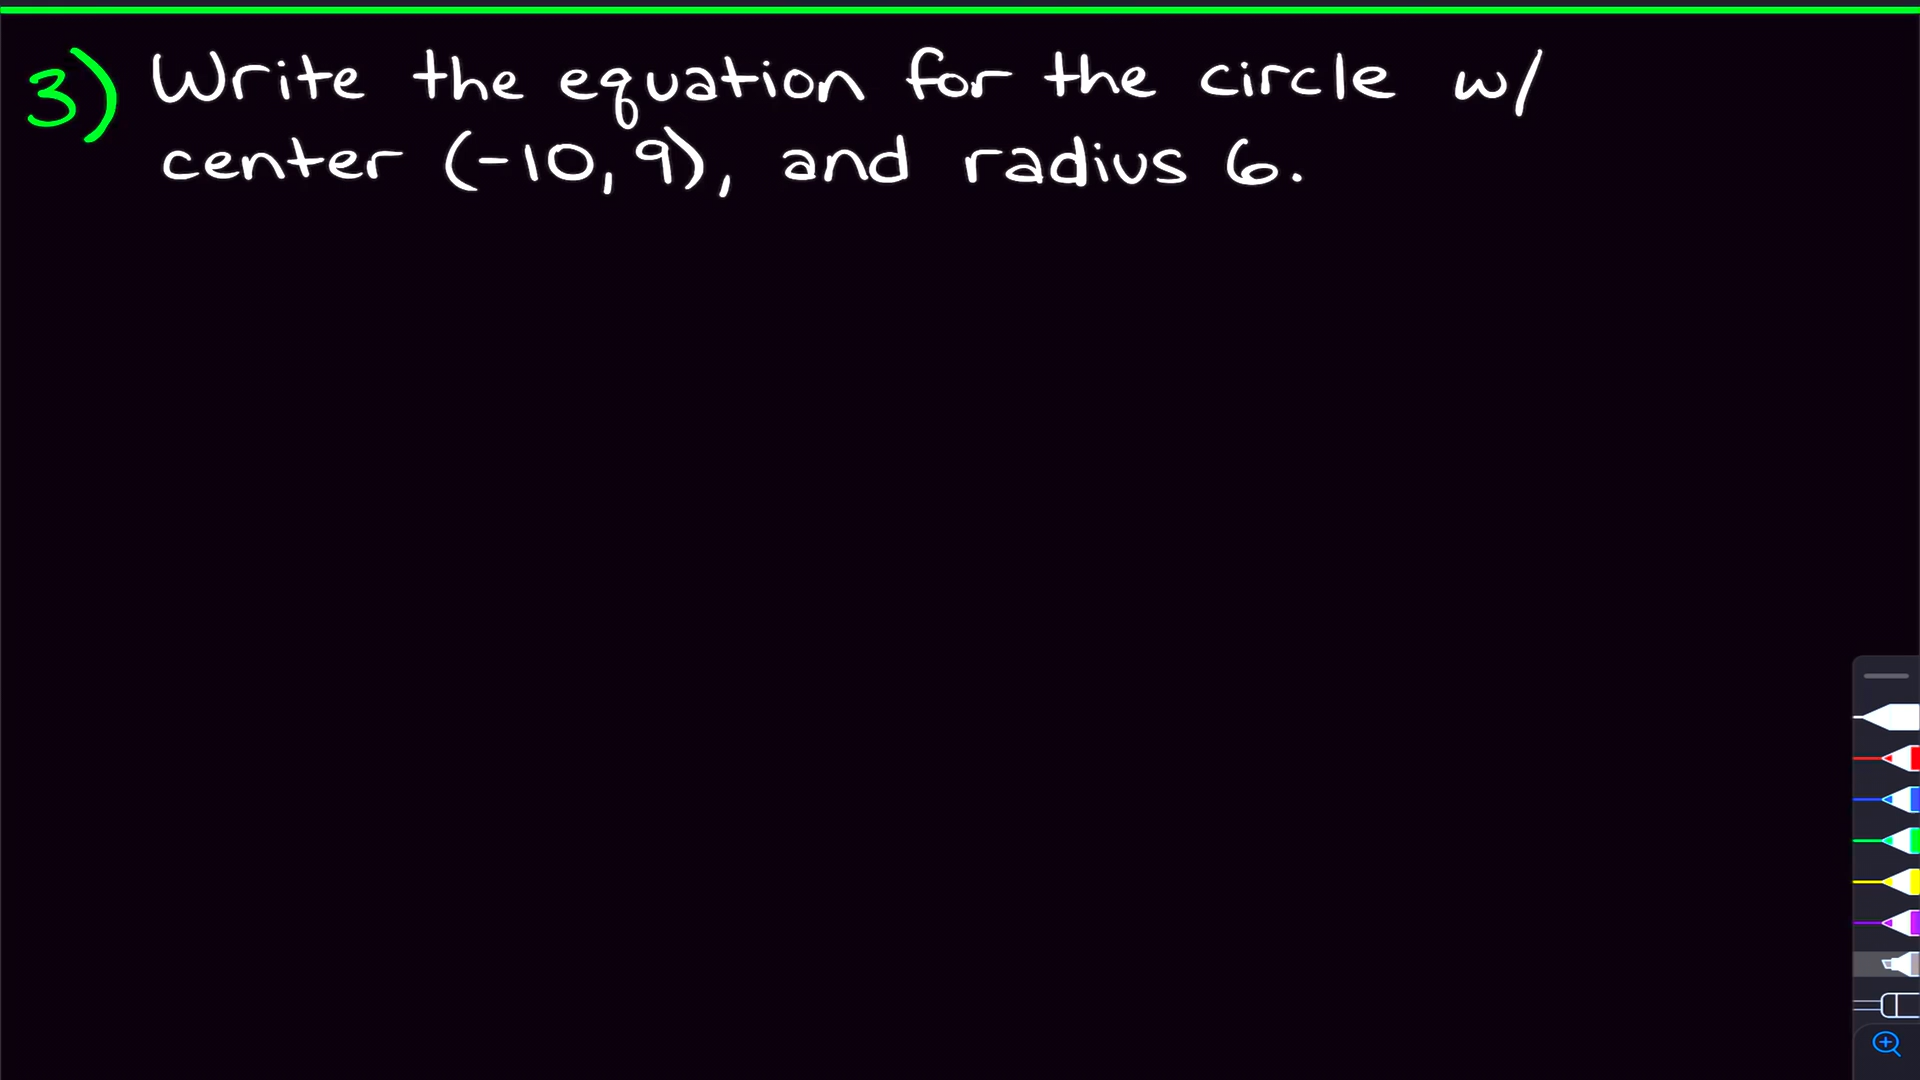 3) Write the equation for the circle w/
center (-10, 9), and radius 6.